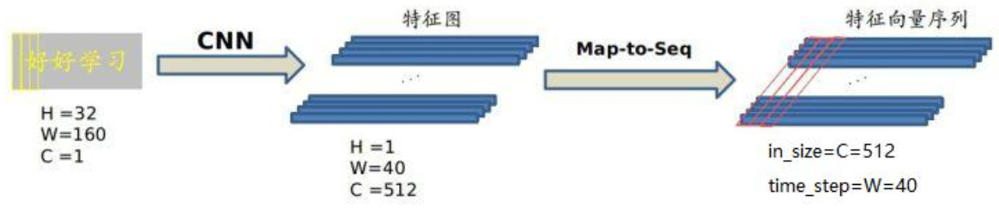 好好学习
H =32
W=160
C =1
CNN
特征图
...
H =1
W=40
C =512
Map-to-Seq
特征向量序列
...
in_size=C=512
time_step=W=40